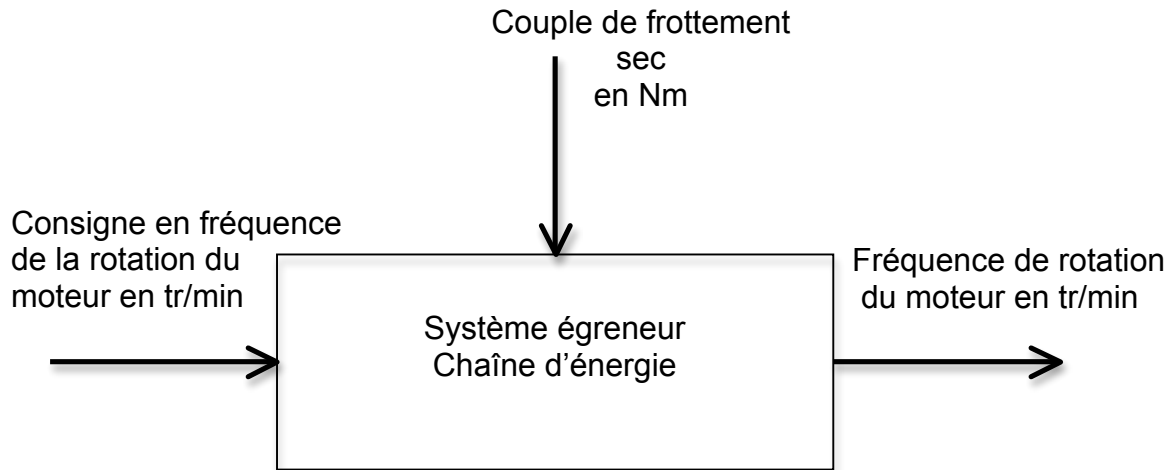 Couple de frottement
sec
en Nm
Consigne en fréquence
de la rotation du
moteur en tr/min
Système égreneur
Chaîne d’énergie
Fréquence de rotation
du moteur en tr/min